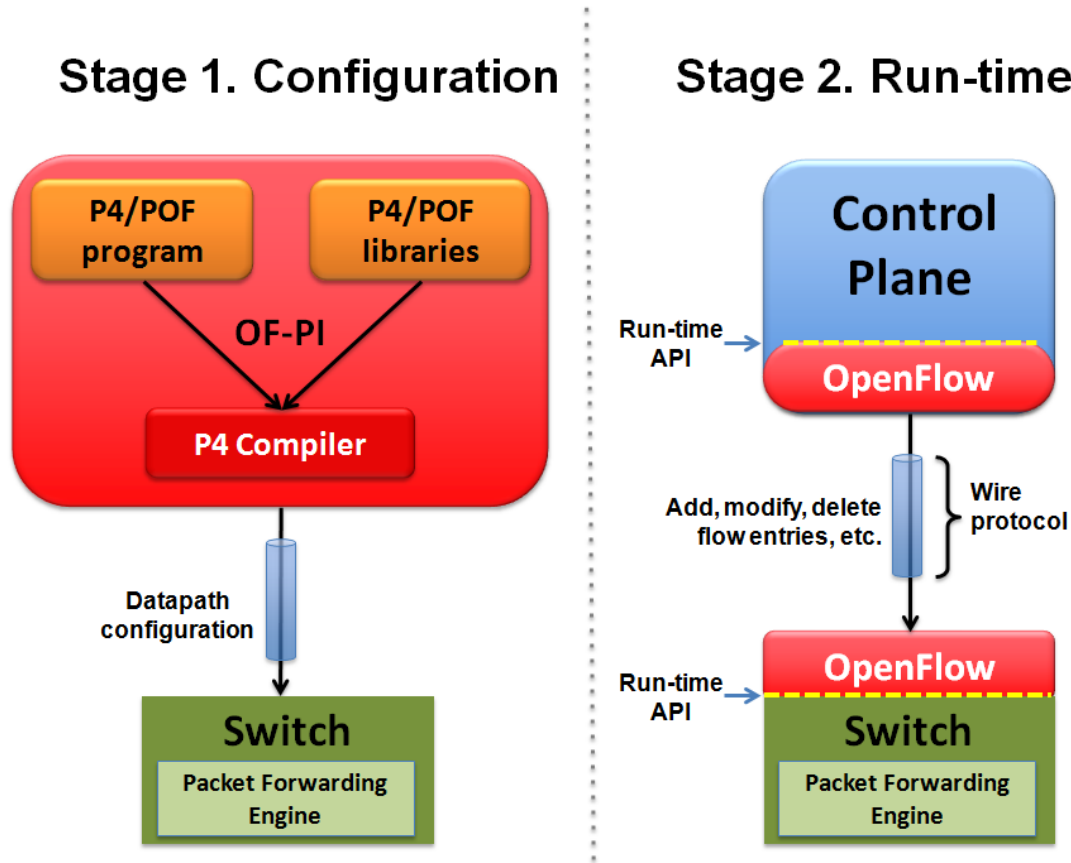 Stage 1. Configuration
P4/POF
program
P4/POF
libraries
OF-PI
P4 Compiler
Datapath
configuration
Switch
Packet Forwarding
Engine
Stage 2. Run-time
Control
Plane
Run-time
API
OpenFlow
Add, modify, delete
flow entries, etc.
Wire
protocol
OpenFlow
Run-time
API
Switch
Packet Forwarding
Engine